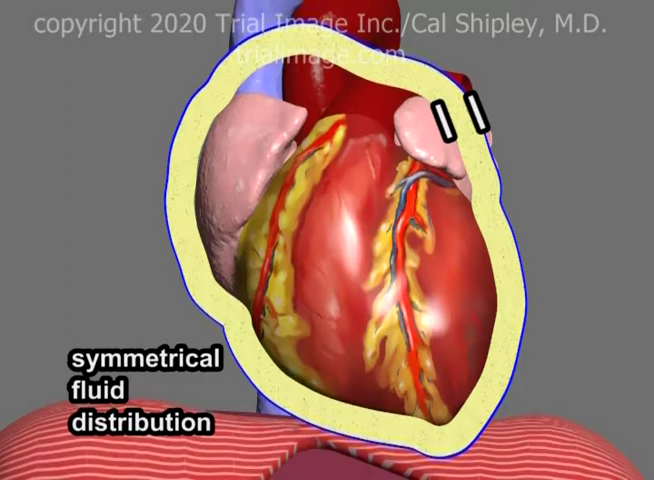 copyright 2020 Trial Image Inc./Cal Shipley, M.D.
trialimage.com
symmetrical
fluid
distribution